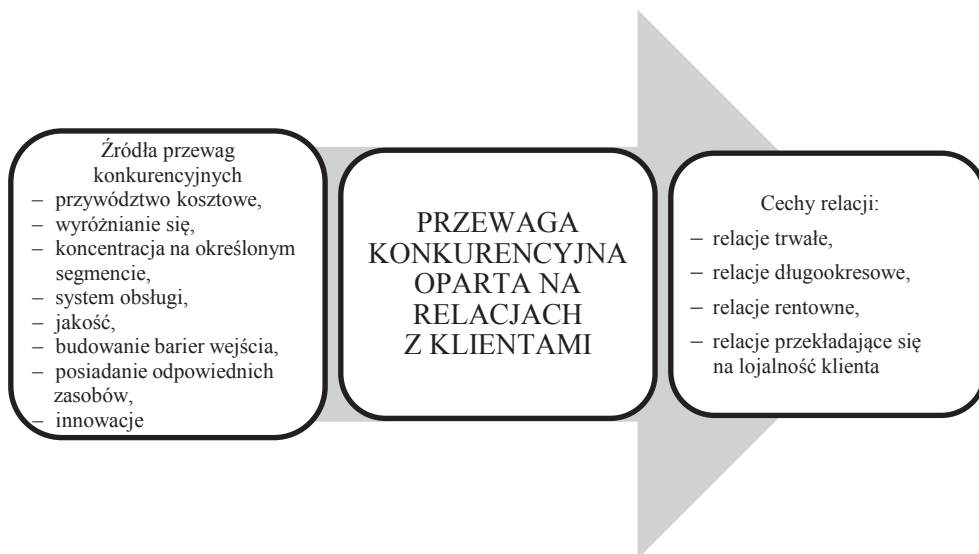 Źródła przewag
konkurencyjnych
– przywództwo kosztowe,
– wyróżnianie się,
– koncentracja na określonym
segmencie,
– system obsługi,
– jakość,
– budowanie barier wejścia,
– posiadanie odpowiednich
zasobów,
– innowacje
PRZEWAGA
KONKURENCYJNA
OPARTA NA
RELACJACH
Z KLIENTAMI
Cechy relacji:
– relacje trwałe,
– relacje długookresowe,
– relacje rentowne,
– relacje przekładające się
na lojalność klienta